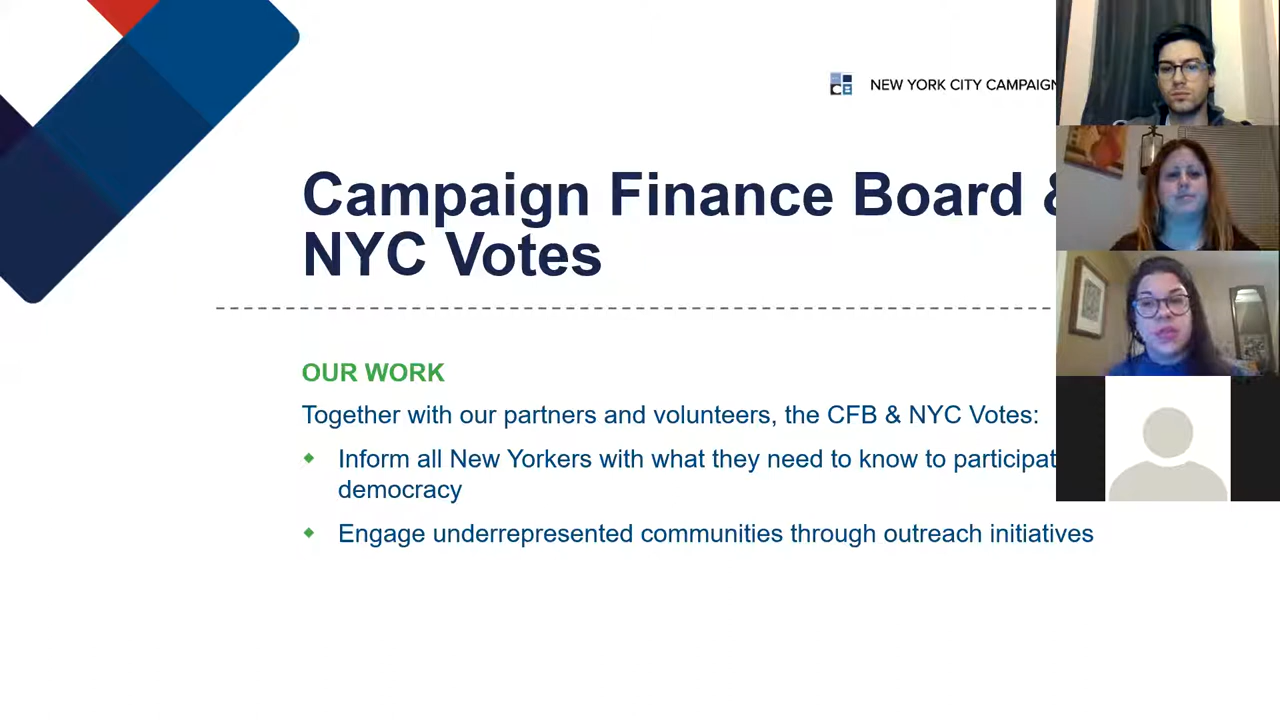 NEW YORK CITY CAMPAIGN
Campaign Finance Board &
NYC Votes
OUR WORK
Together with our partners and volunteers, the CFB & NYC Votes:
Inform all New Yorkers with what they need to know to participat
democracy
Engage underrepresented communities through outreach initiatives